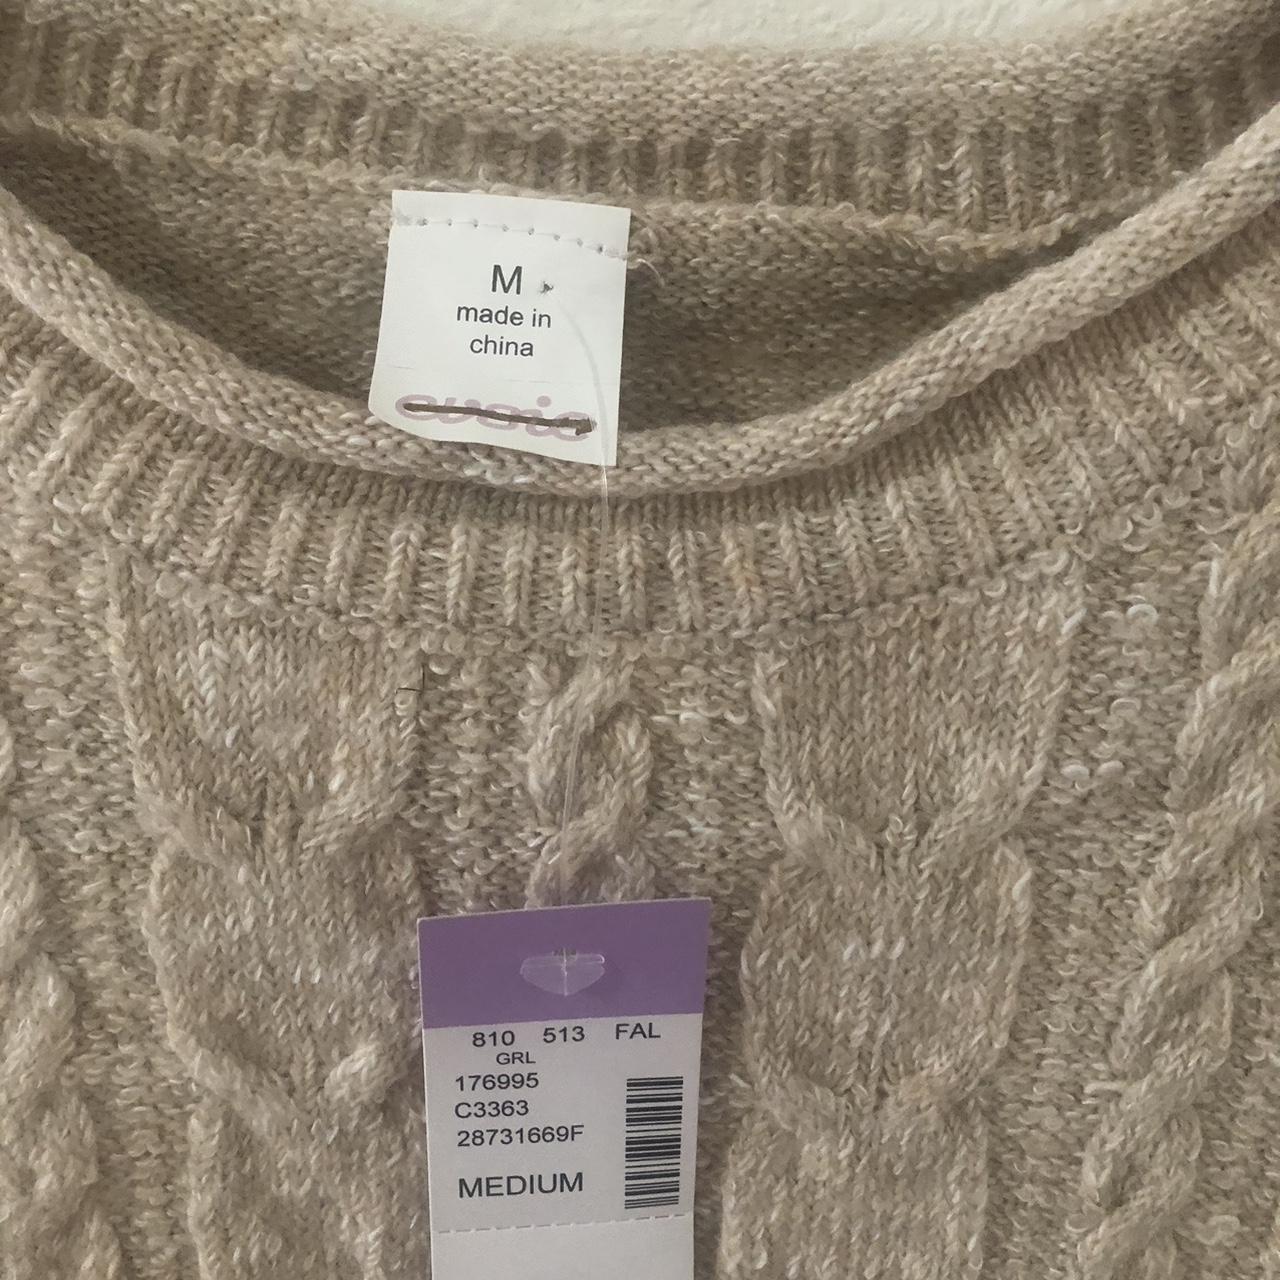 M
made in
china
810 513 FAL
GRL
176995
C3363
28731669F
MEDIUM